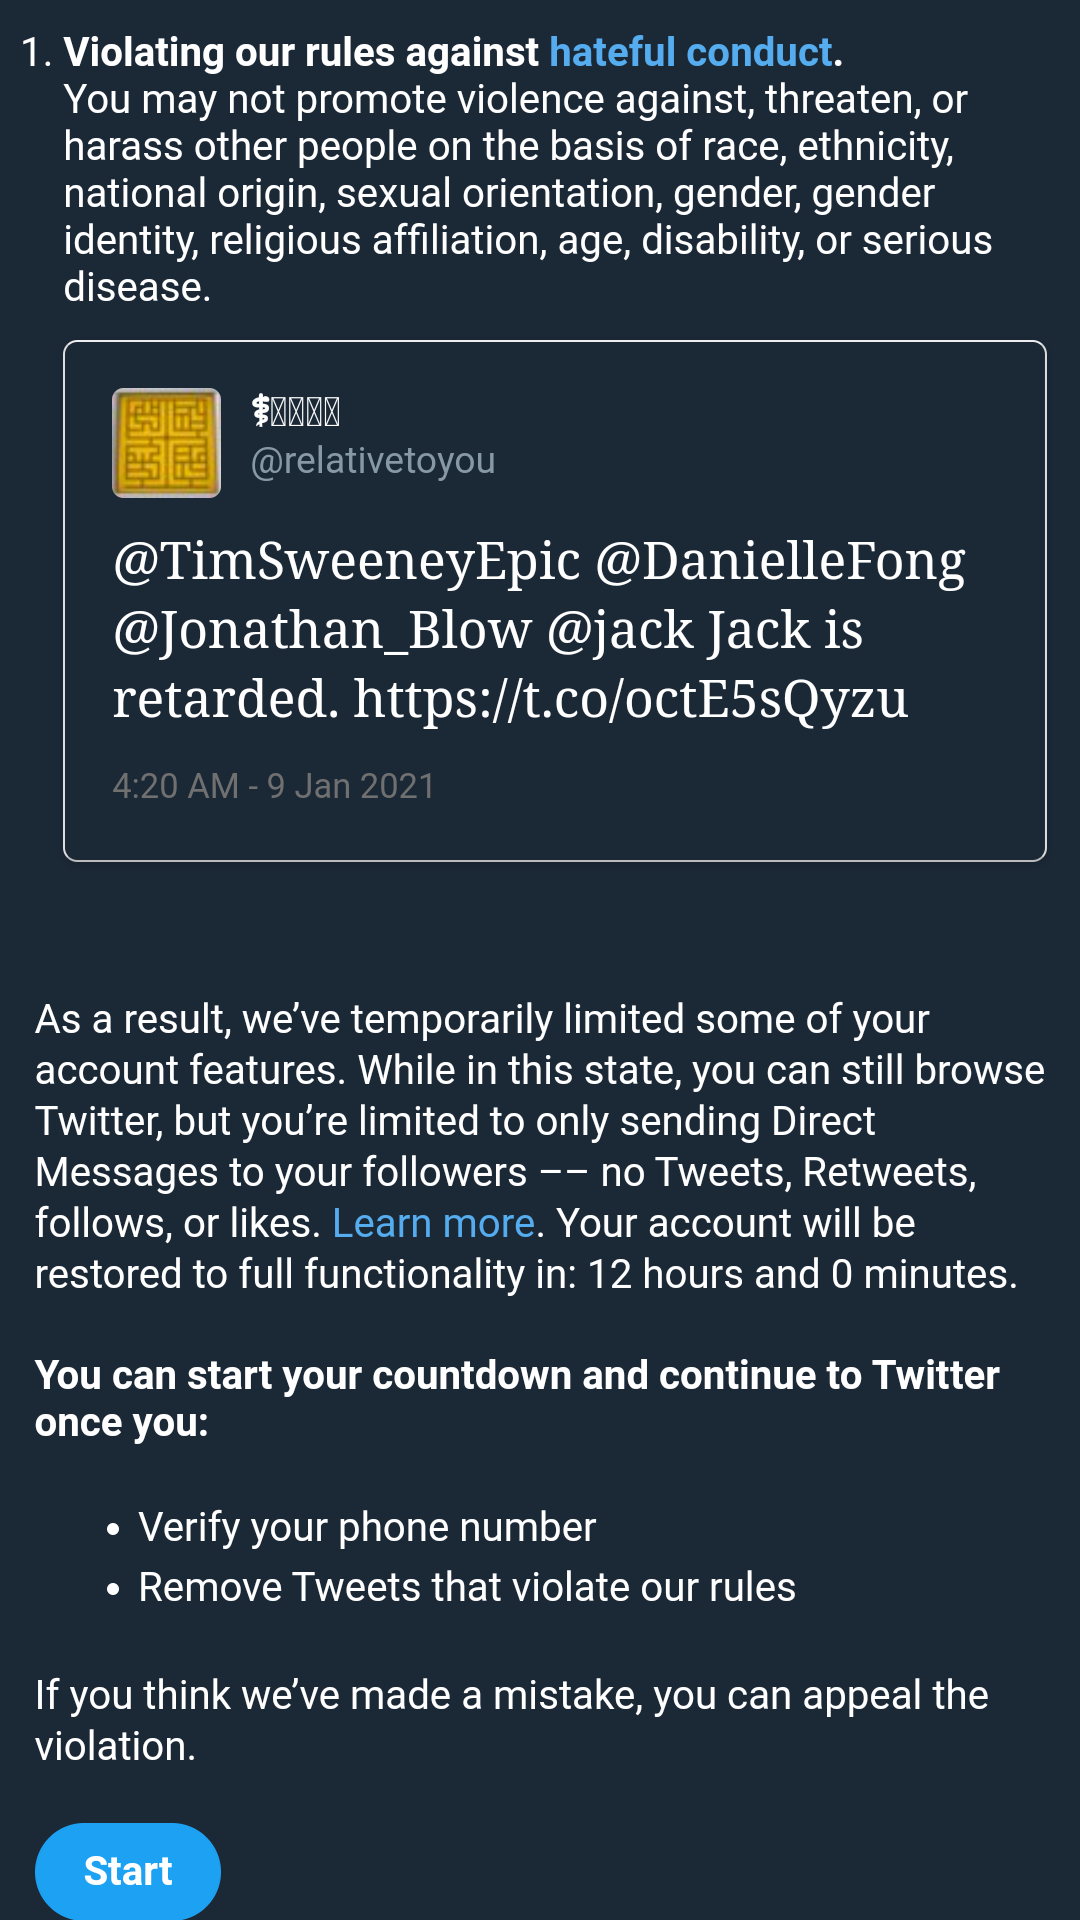 1. Violating our rules against hateful conduct.
You may not promote violence against, threaten, or
harass other people on the basis of race, ethnicity,
national origin, sexual orientation, gender, gender
identity, religious affiliation, age, disability, or serious
disease.
$
@relativetoyou
@TimSweeneyEpic @DanielleFong
@Jonathan_Blow @jack Jack is
retarded. https://t.co/octE5sQyzu
4:20 AM - 9 Jan 2021
As a result, we’ve temporarily limited some of your
account features. While in this state, you can still browse
Twitter, but you’re limited to only sending Direct
Messages to your followers –– no Tweets, Retweets,
follows, or likes. Learn more. Your account will be
restored to full functionality in: 12 hours and 0 minutes.
You can start your countdown and continue to Twitter
once you:
• Verify your phone number
• Remove Tweets that violate our rules
If you think we’ve made a mistake, you can appeal the
violation.
Start